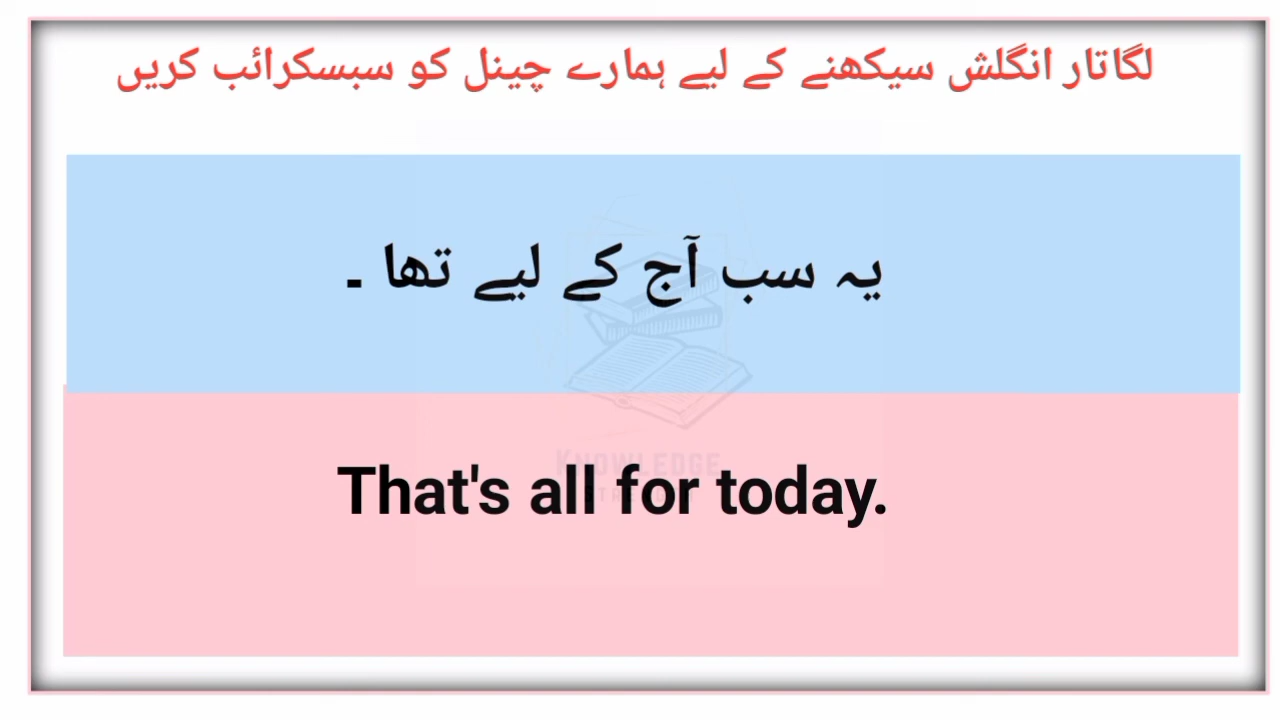 لگاتار انگلش سیکھنے کے لیے ہمارے چینل کو سبسکرائب کریں
یہ سب آج کے لیے تھا ۔
That's all for today.
KNOWLEDGE